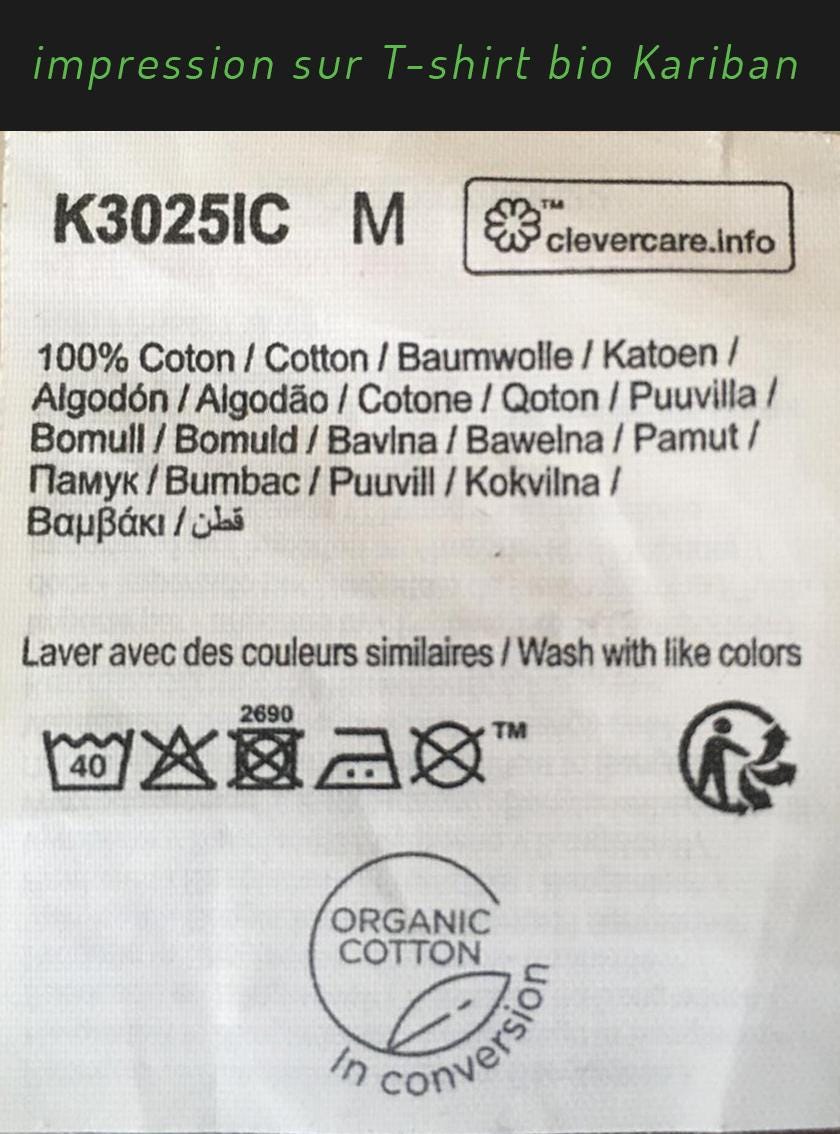 impression sur T-shirt bio Kariban
K3025IC M ™ clevercare.info
100% Coton / Cotton / Baumwolle / Katoen /
Algodón / Algodão / Cotone / Qoton / Puuvilla /
Bomull / Bomuld / Bavlna / Bawelna / Pamut /
Памук / Bumbac / Puuvill / Kokvilna /
Βαμβάκι / قطن
Laver avec des couleurs similaires / Wash with like colors
2690
40 ™
ORGANIC
COTTON
In conversion